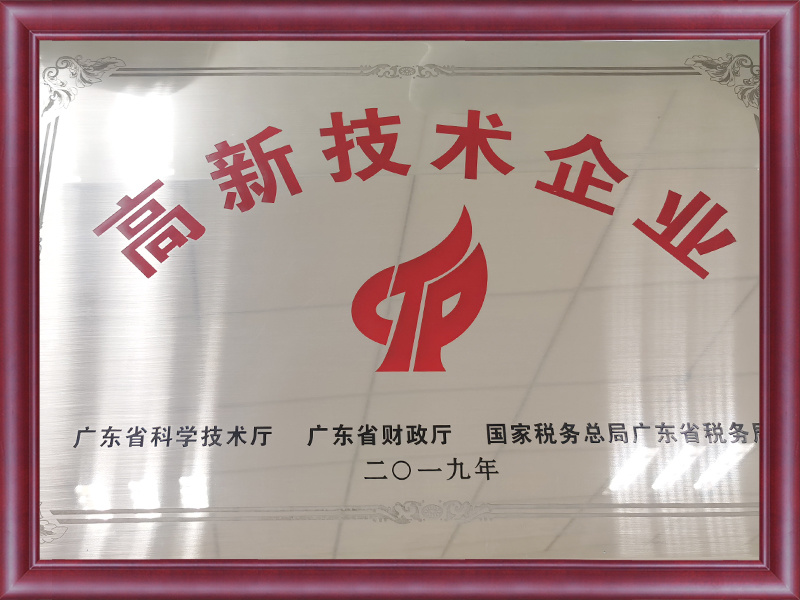 高新技术企业
广东省科学技术厅 广东省财政厅 国家税务总局广东省税务局
二〇一九年